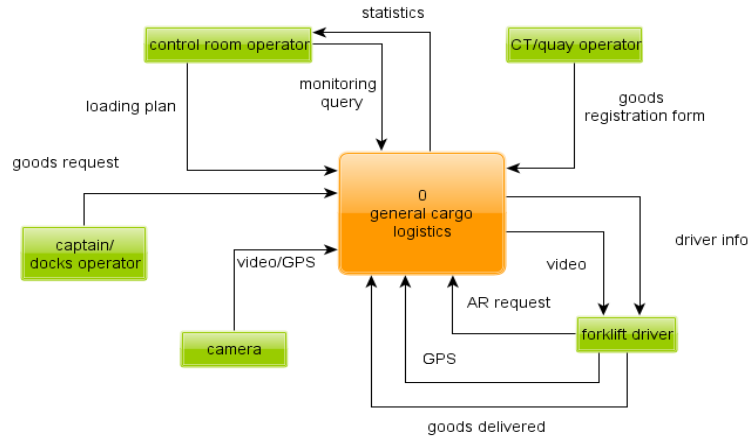 statistics
control room operator
CT/quay operator
monitoring
query
loading plan
goods
registration form
goods request
0
general cargo
logistics
captain/
docks operator
driver info
video/GPS
video
AR request
forklift driver
camera
GPS
goods delivered